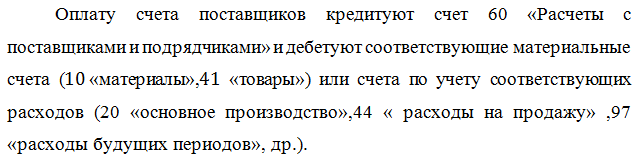 Оплату счета поставщиков кредитуют счет 60 «Расчеты с
поставщиками и подрядчиками» и дебетуют соответствующие материальные
счета (10 «материалы»,41 «товары») или счета по учету соответствующих
расходов (20 «основное производство»,44 « расходы на продажу» ,97
«расходы будущих периодов», др.).